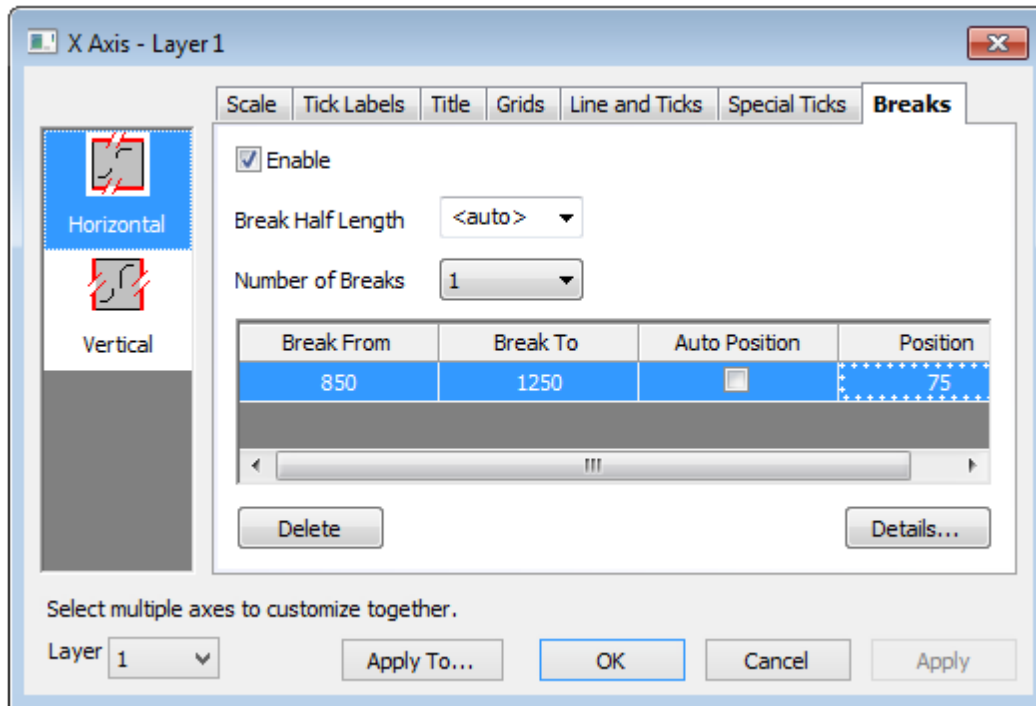 X Axis - Layer 1
Scale Tick Labels Title Grids Line and Ticks Special Ticks Breaks
Horizontal
Vertical
Enable
Break Half Length <auto>
Number of Breaks 1
Break From Break To Auto Position Position
850 1250 75
Delete Details...
Select multiple axes to customize together.
Layer 1 Apply To... OK Cancel Apply